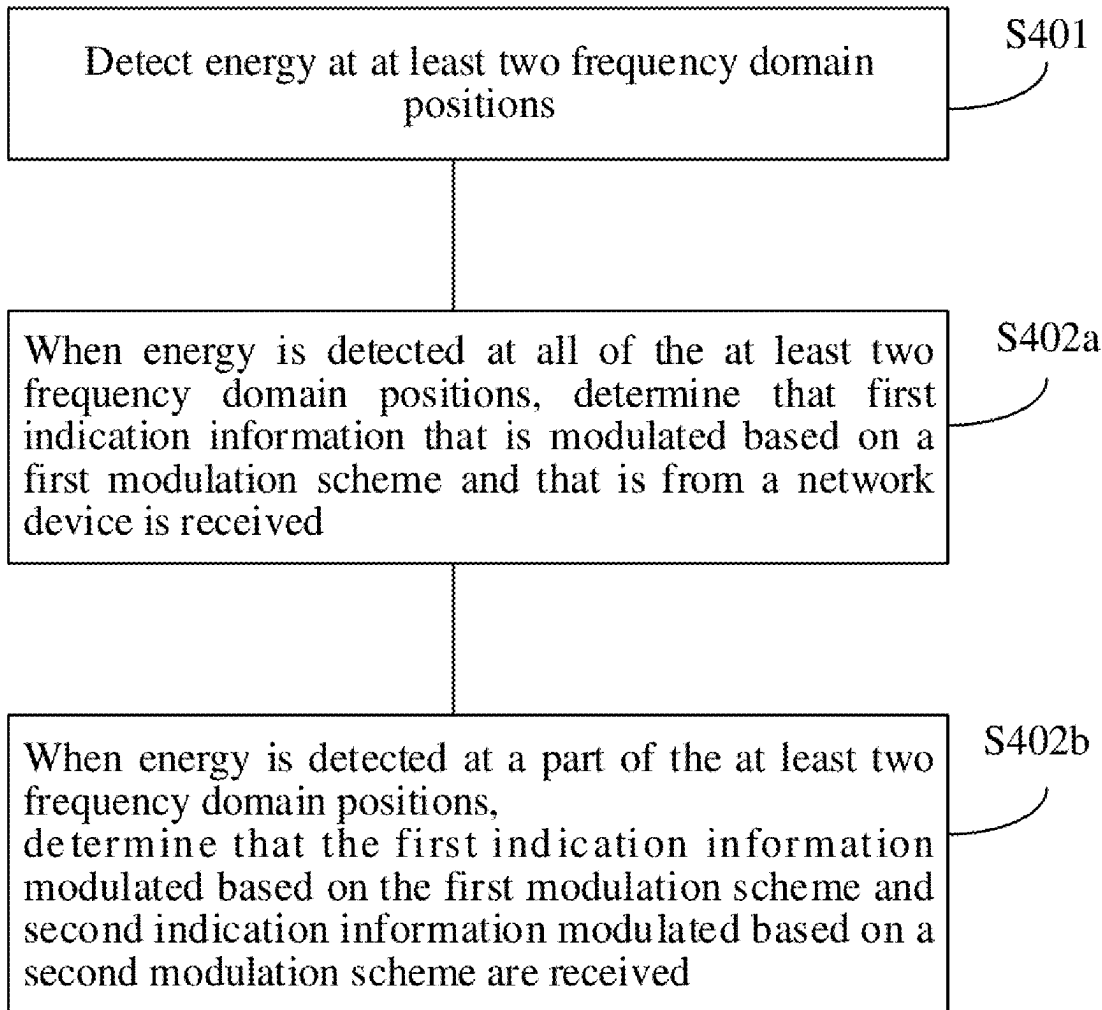 Detect energy at at least two frequency domain
positions
S401
When energy is detected at all of the at least two
frequency domain positions, determine that first
indication information that is modulated based on a
first modulation scheme and that is from a network
device is received
S402a
When energy is detected at a part of the at least two
frequency domain positions,
determine that the first indication information
modulated based on the first modulation scheme and
second indication information modulated based on a
second modulation scheme are received
S402b